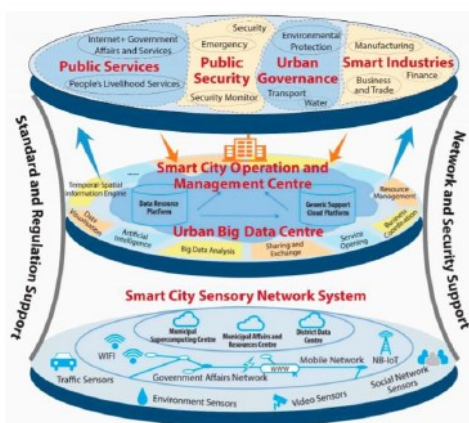 Internet+ Government
Affairs and Services
Public Services
People's Livelihood Services
Security
Emergency
Public
Security
Security Monitor
Environmental
Protection
Urban
Governance
Transport
Water
Manufacturing
Smart Industries
Finance
Business
and Trade
Standard and Regulation Support
Network and Security Support
Smart City Operation and
Management Centre
Temporal-Spatial
Information Engine
Data Resource
Platform
Generic Support
Cloud Platform
Resource
Management
Urban Big Data Centre
Data
Visualisation
Artificial
Intelligence
Big Data Analysis
Sharing and
Exchange
Service
Opening
Business
Coordination
Smart City Sensory Network System
Municipal
Supercomputing Centre
Municipal Affairs and
Resources Centre
District Data
Centre
WIFI
Mobile Network
NB-IoT
WWW
Traffic Sensors
Government Affairs Network
Social Network
Sensors
Environment Sensors
Video Sensors